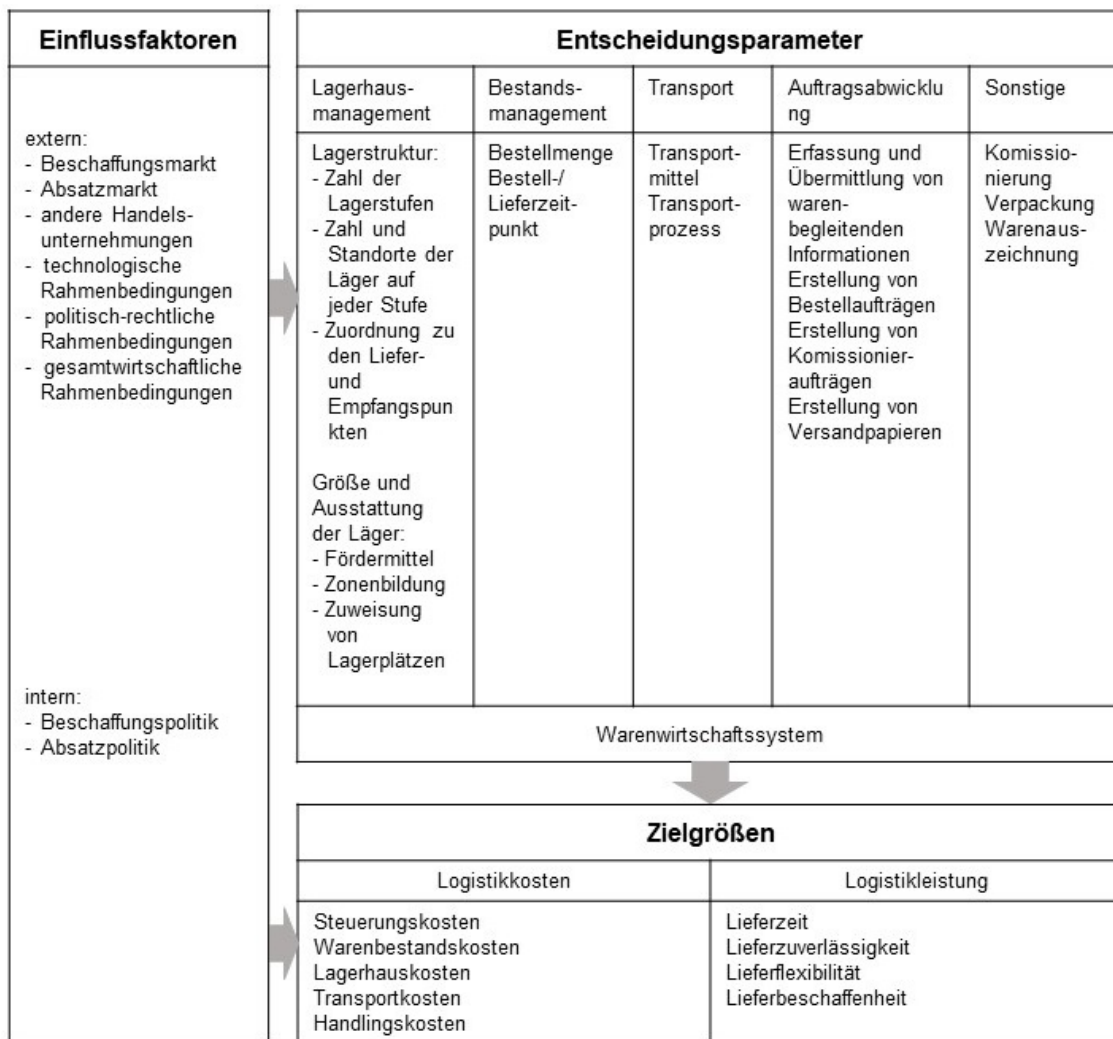 Einflussfaktoren
extern:
- Beschaffungsmarkt
- Absatzmarkt
- andere Handels-
unternehmungen
- technologische
Rahmenbedingungen
- politisch-rechtliche
Rahmenbedingungen
- gesamtwirtschaftliche
Rahmenbedingungen
intern:
- Beschaffungspolitik
- Absatzpolitik
Entscheidungsparameter
Lagerhaus-
management
Lagerstruktur:
- Zahl der
Lagerstufen
- Zahl und
Standorte der
Läger auf
jeder Stufe
- Zuordnung zu
den Liefer-
und
Empfangspun
kten
Größe und
Ausstattung
der Läger:
- Fördermittel
- Zonenbildung
- Zuweisung
von
Lagerplätzen
Bestands-
management
Bestellmenge
Bestell-/
Lieferzeit-
punkt
Transport
Transport-
mittel
Transport-
prozess
Auftragsabwicklu
ng
Erfassung und
Übermittlung von
waren-
begleitenden
Informationen
Erstellung von
Bestellaufträgen
Erstellung von
Komissionier-
aufträgen
Erstellung von
Versandpapieren
Sonstige
Komissio-
nierung
Verpackung
Warenaus-
zeichnung
Warenwirtschaftssystem
Zielgrößen
Logistikkosten
Steuerungskosten
Warenbestandskosten
Lagerhauskosten
Transportkosten
Handlingskosten
Logistikleistung
Lieferzeit
Lieferzuverlässigkeit
Lieferflexibilität
Lieferbeschaffenheit